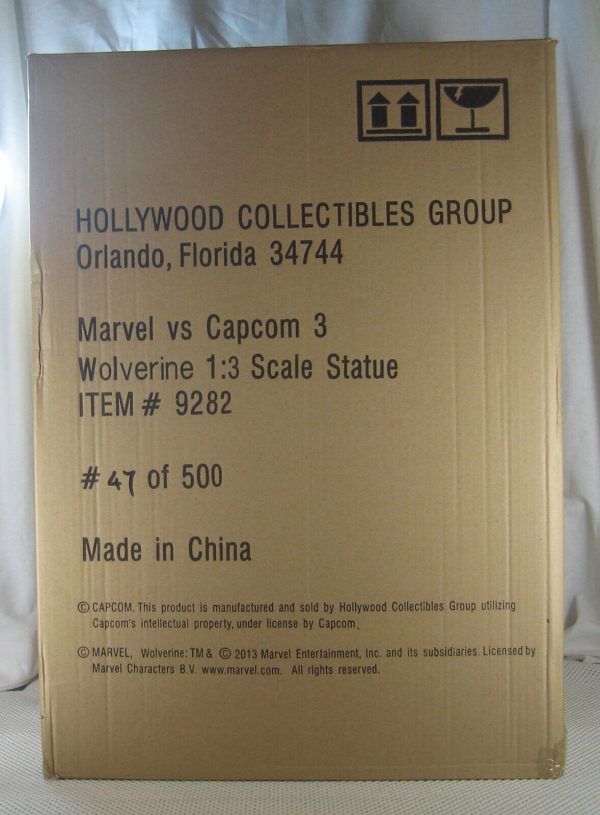 HOLLYWOOD COLLECTIBLES GROUP
Orlando, Florida 34744
Marvel vs Capcom 3
Wolverine 1:3 Scale Statue
ITEM # 9282
# 47 of 500
Made in China
© CAPCOM. This product is manufactured and sold by Hollywood Collectibles Group utilizing
Capcom's intellectual property, under license by Capcom.
© MARVEL, Wolverine: TM & © 2013 Marvel Entertainment, Inc. and its subsidiaries. Licensed by
Marvel Characters B.V. www.marvel.com. All rights reserved.